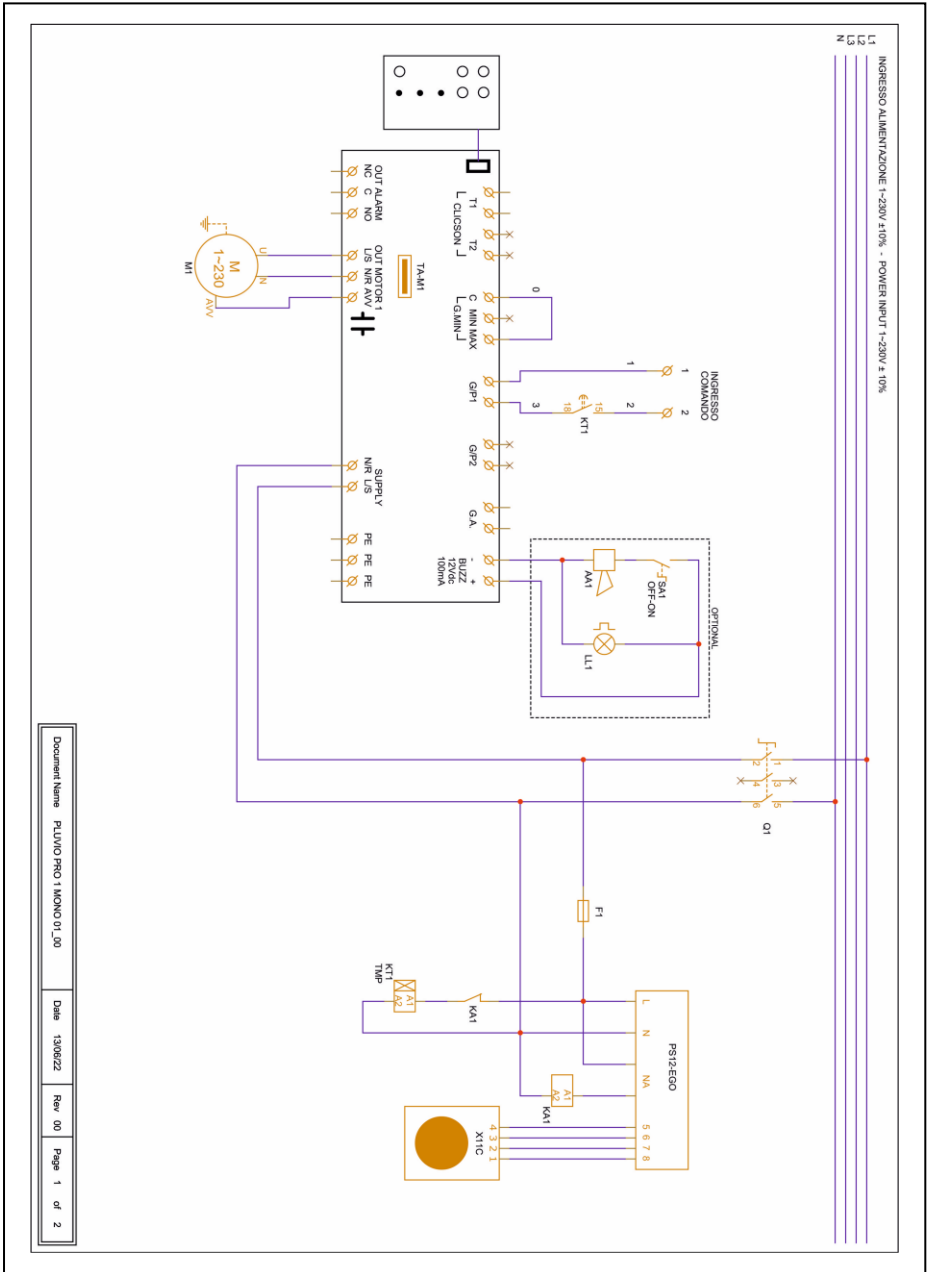 INGRESSO ALIMENTAZIONE 1~230V ±10% - POWER INPUT 1~230V ± 10%
L1
L2
L3
N
Q1
1 3 5
2 4 6
INGRESSO
COMANDO
1 2
1 2
15
18
KT1
3
OPTIONAL
SA1
OFF-ON
AA1
LL1
F1
PS12-EGO
L N NA 5 6 7 8
KA1
A1
A2
KA1
KT1
TMP
A1
A2
4 3 2 1
X11C
0
T1 T2
CLICSON
C MIN MAX
G.MIN
G/P1
G/P2
G.A.
- +
BUZZ
12Vdc
100mA
TA-M1
OUT ALARM
NC C NO
OUT MOTOR 1
L/S N/R AVV
SUPPLY
N/R L/S
PE PE PE
U N AVV
M
1~230
M1
Document Name PLUVIO PRO 1 MONO 01_00 Date 13/06/22 Rev 00 Page 1 of 2